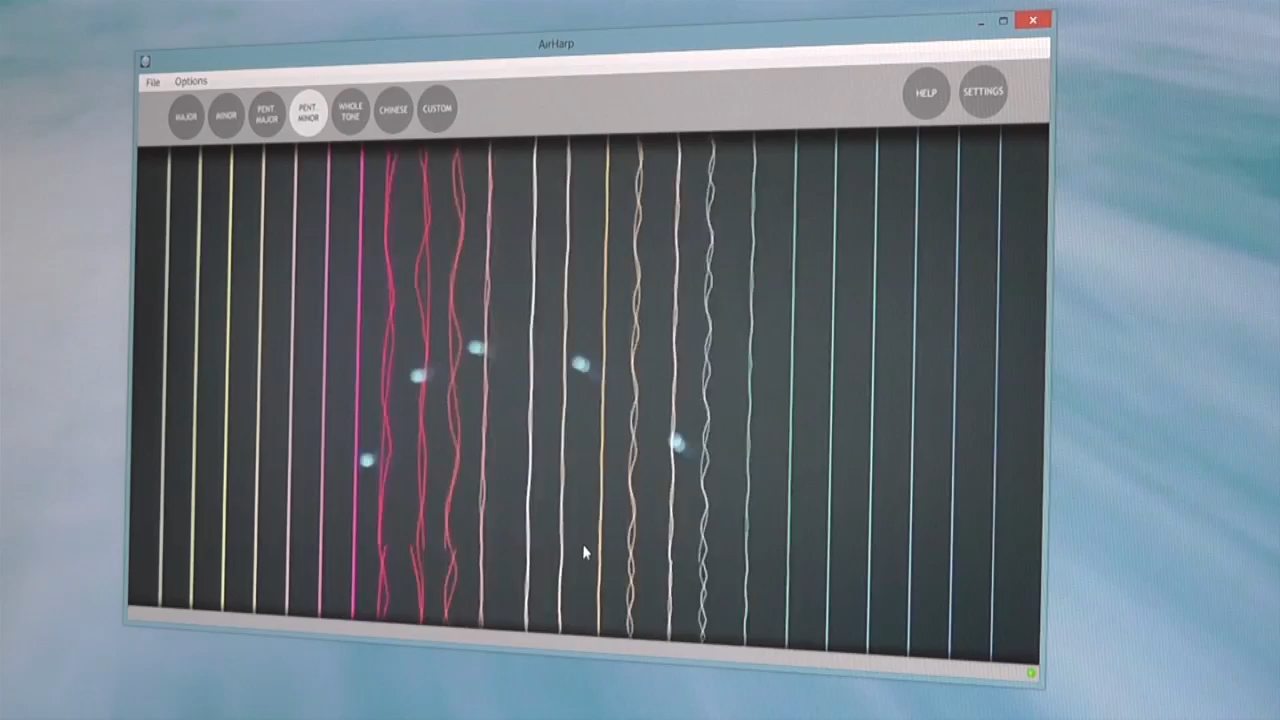 AirHarp
File Options
MAJOR
MINOR
PENT.
MAJOR
PENT.
MINOR
WHOLE
TONE
CHINESE
CUSTOM
HELP
SETTINGS